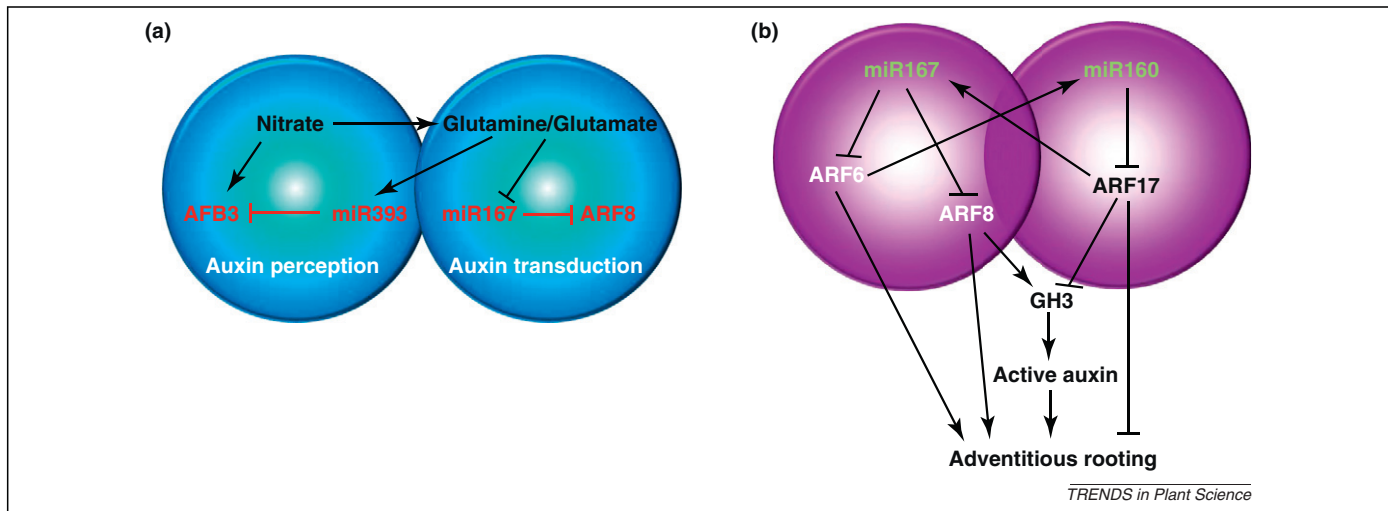 (a)
Nitrate Glutamine/Glutamate
AFB3 miR393 miR167 ARF8
Auxin perception Auxin transduction
(b)
miR167 miR160
ARF6 ARF17
ARF8
GH3
Active auxin
Adventitious rooting
TRENDS in Plant Science